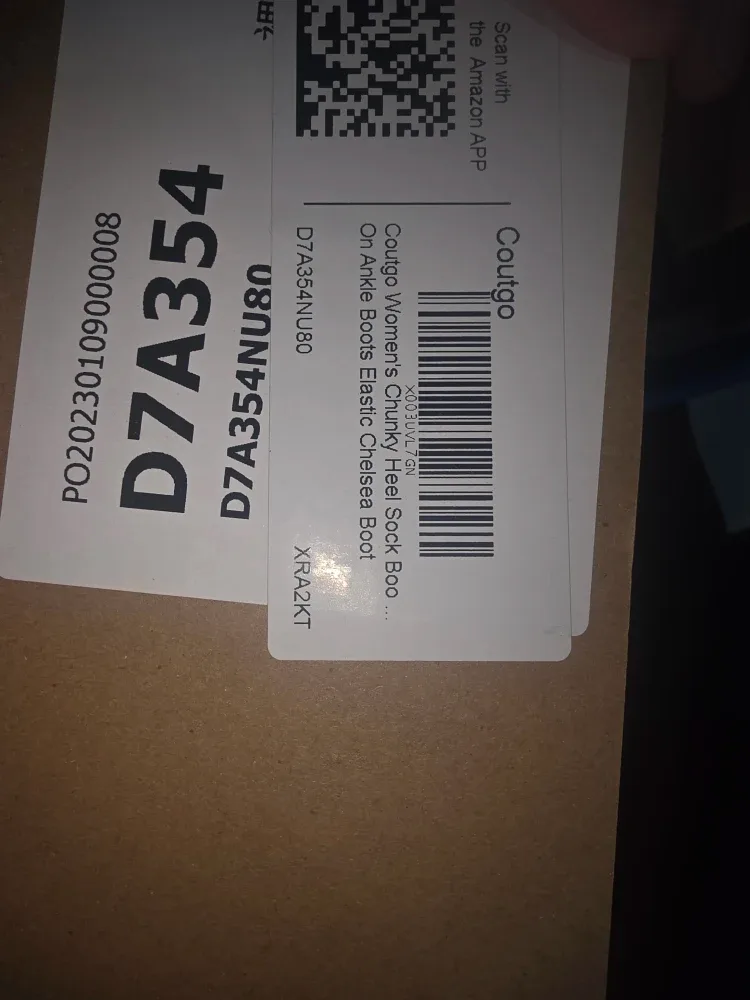 Scan with
the Amazon APP
Coutgo
X003UVL7GN
Coutgo Women's Chunky Heel Sock Boo ...
On Ankle Boots Elastic Chelsea Boot
D7A354NU80
XRA2KT
D7A354NU80
D7A354
PO20230109000008